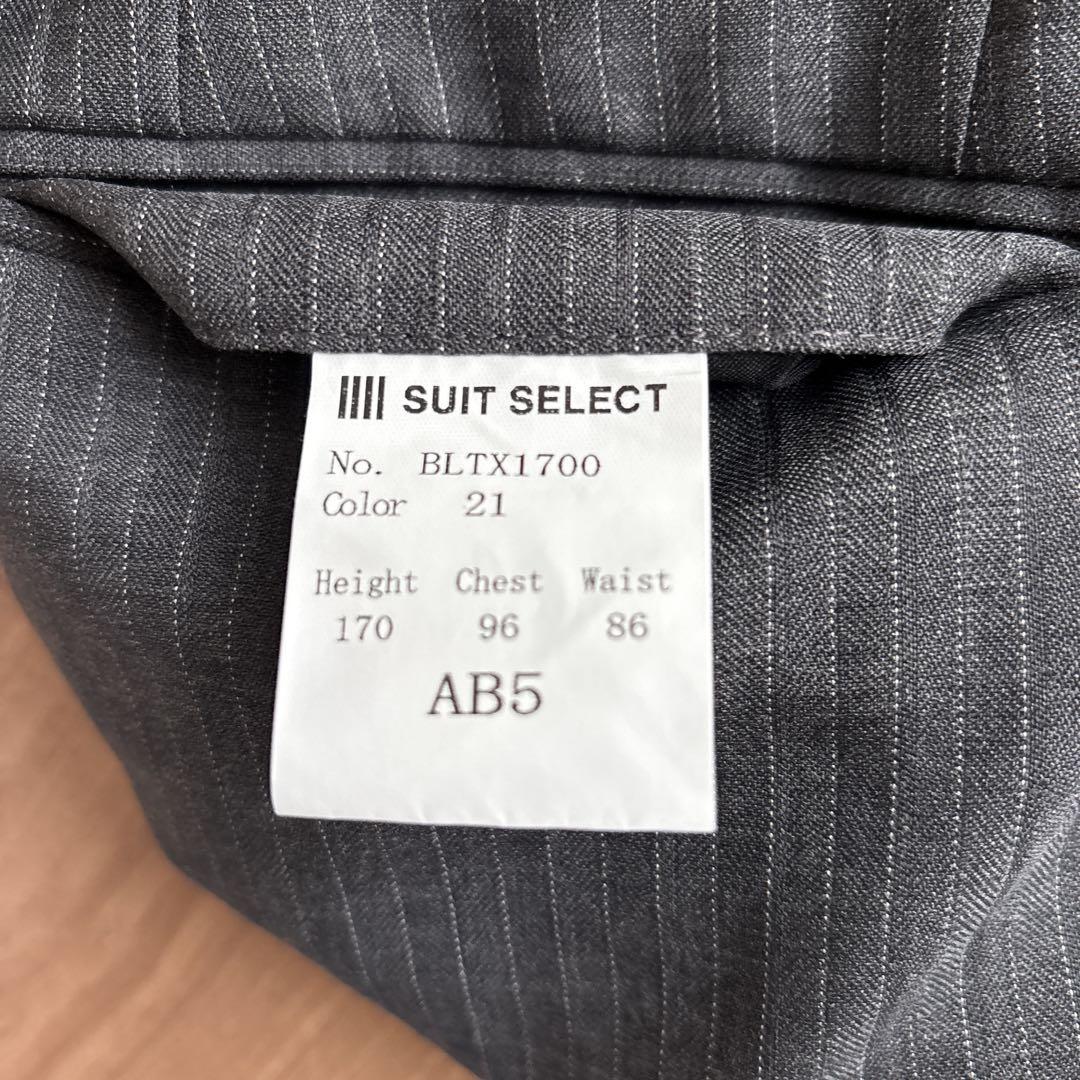 SUIT SELECT
No. BLTX1700
Color 21
Height Chest Waist
170 96 86
AB5